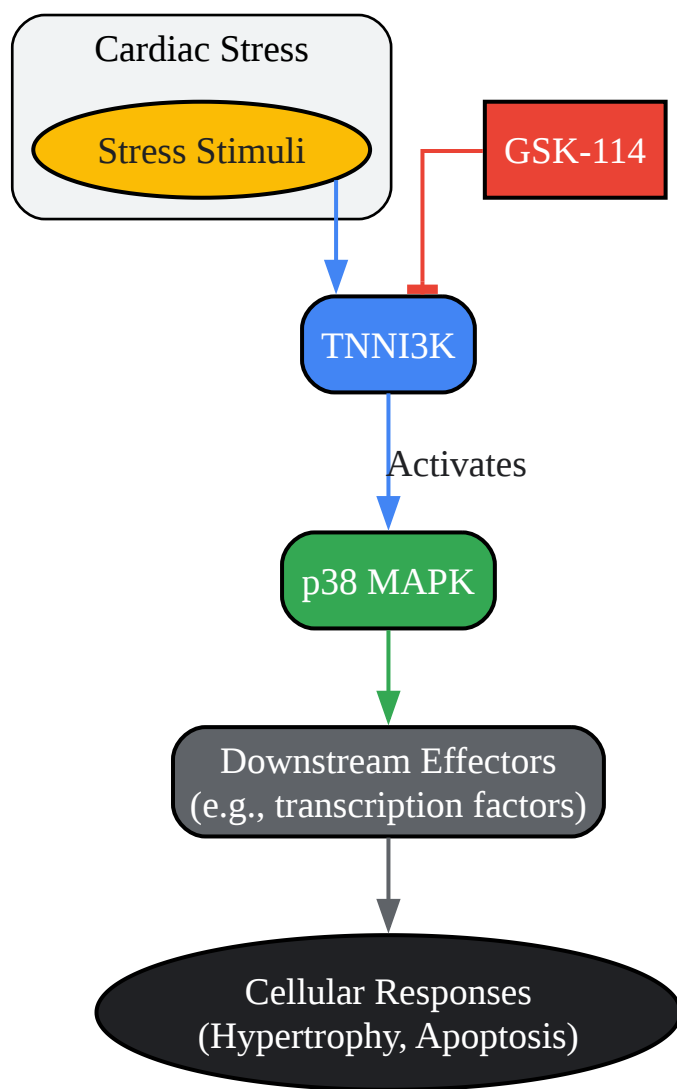 Cardiac Stress
Stress Stimuli
GSK-114
TNNI3K
Activates
p38 MAPK
Downstream Effectors
(e.g., transcription factors)
Cellular Responses
(Hypertrophy, Apoptosis)